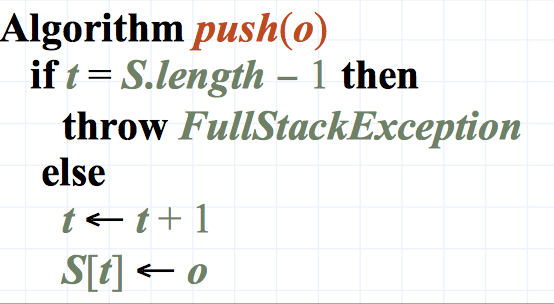 Algorithm push(o)
if t = S.length – 1 then
throw FullStackException
else
t ← t + 1
S[t] ← o